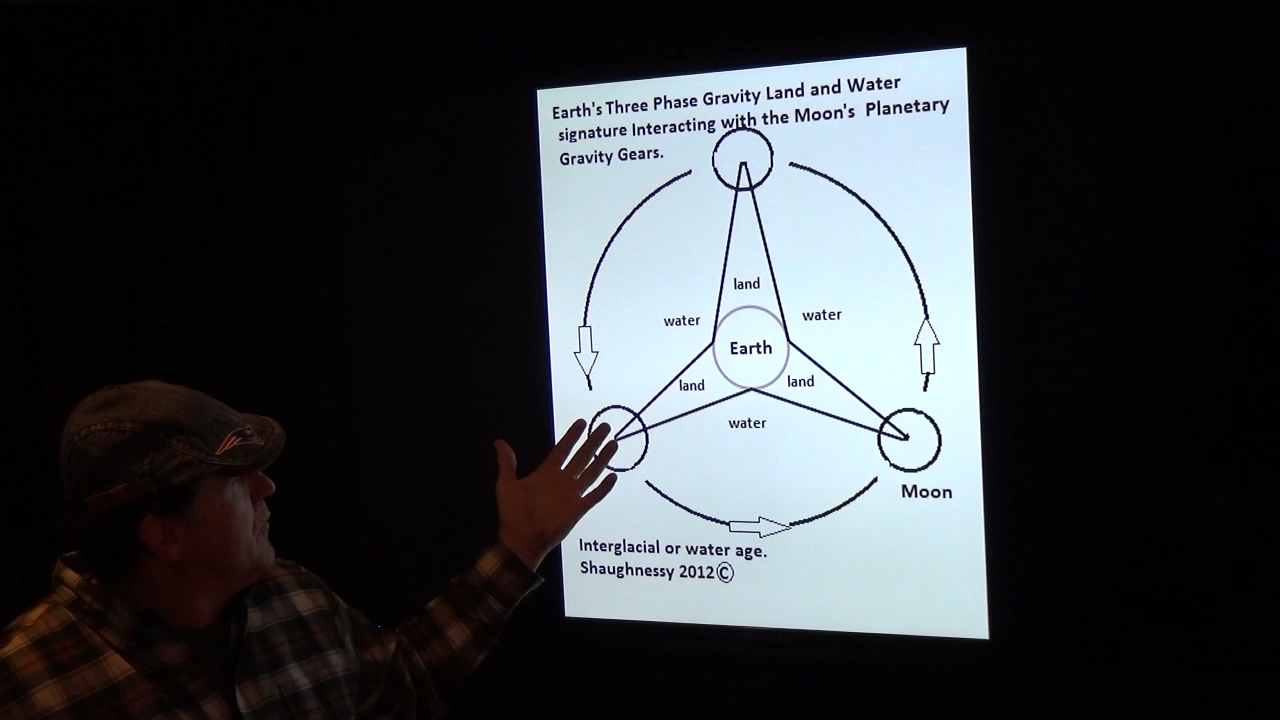 Earth's Three Phase Gravity Land and Water
signature Interacting with the Moon's Planetary
Gravity Gears.
land
water
water
Earth
land
land
water
Moon
Interglacial or water age.
Shaughnessy 2012©